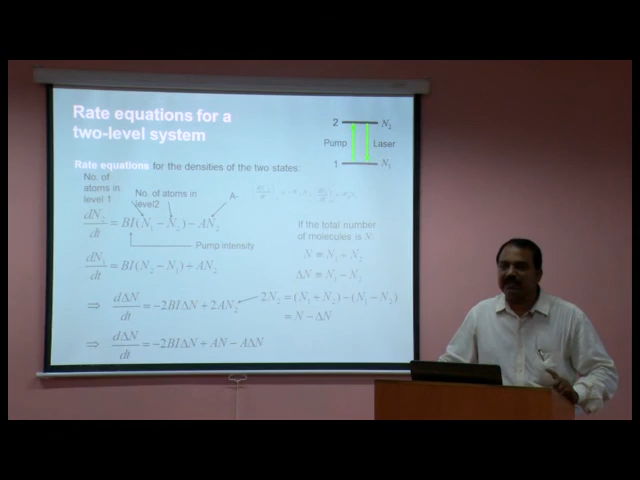 Rate equations for a
two-level system
2 N₂
Pump Laser
1 N₁
Rate equations for the densities of the two states:
No. of
atoms in
level 1
No. of atoms in
level2
A-
dN₂/dt = BI(N₁ − N₂) − AN₂
Pump intensity
If the total number
of molecules is N:
dN₁/dt = BI(N₂ − N₁) + AN₂
N ≡ N₁ + N₂
ΔN ≡ N₁ − N₂
⇒ dΔN/dt = −2BIΔN + 2AN₂
2N₂ = (N₁ + N₂) − (N₁ − N₂)
= N − ΔN
⇒ dΔN/dt = −2BIΔN + AN − AΔN